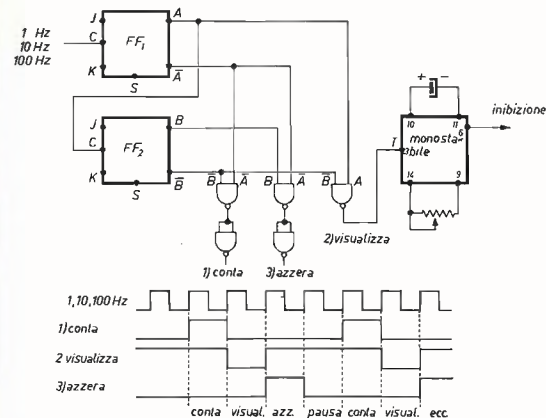 J
A
1 Hz
10 Hz
100 Hz
C
FF1
K
A̅
S
J
B
C
FF2
K
B̅
S
B̅ A̅
B A̅
B̅ A
+ -
10 11
monosta-
bile
T
6
inibizione
14 9
2)visualizza
1) conta
3)azzera
1,10,100 Hz
1)conta
2 visualizza
3)azzera
conta visual. azz. pausa conta visual. ecc.